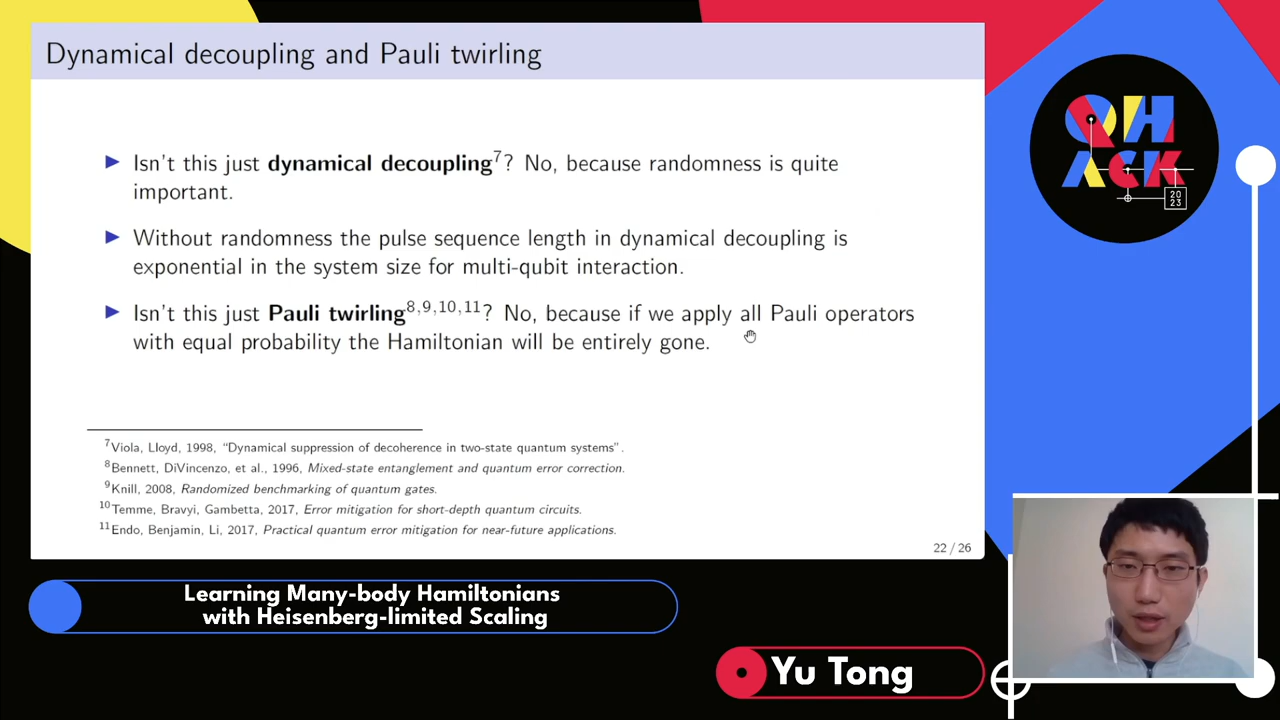 Dynamical decoupling and Pauli twirling
Isn't this just dynamical decoupling7? No, because randomness is quite
important.
Without randomness the pulse sequence length in dynamical decoupling is
exponential in the system size for multi-qubit interaction.
Isn't this just Pauli twirling8,9,10,11? No, because if we apply all Pauli operators
with equal probability the Hamiltonian will be entirely gone.
7Viola, Lloyd, 1998, “Dynamical suppression of decoherence in two-state quantum systems”.
8Bennett, DiVincenzo, et al., 1996, Mixed-state entanglement and quantum error correction.
9Knill, 2008, Randomized benchmarking of quantum gates.
10Temme, Bravyi, Gambetta, 2017, Error mitigation for short-depth quantum circuits.
11Endo, Benjamin, Li, 2017, Practical quantum error mitigation for near-future applications.
22 / 26
QH
ACK
20
23
Learning Many-body Hamiltonians
with Heisenberg-limited Scaling
Yu Tong